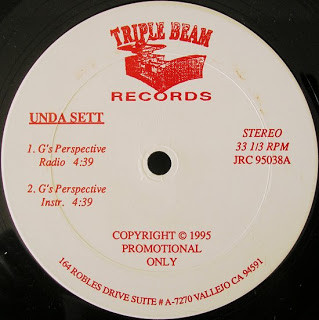 TRIPLE BEAM
RECORDS
UNDA SETT
1. G's Perspective
Radio 4:39
2. G's Perspective
Instr. 4:39
STEREO
33 1/3 RPM
JRC 95038A
COPYRIGHT © 1995
PROMOTIONAL
ONLY
164 ROBLES DRIVE SUITE # A-7270 VALLEJO CA 94591